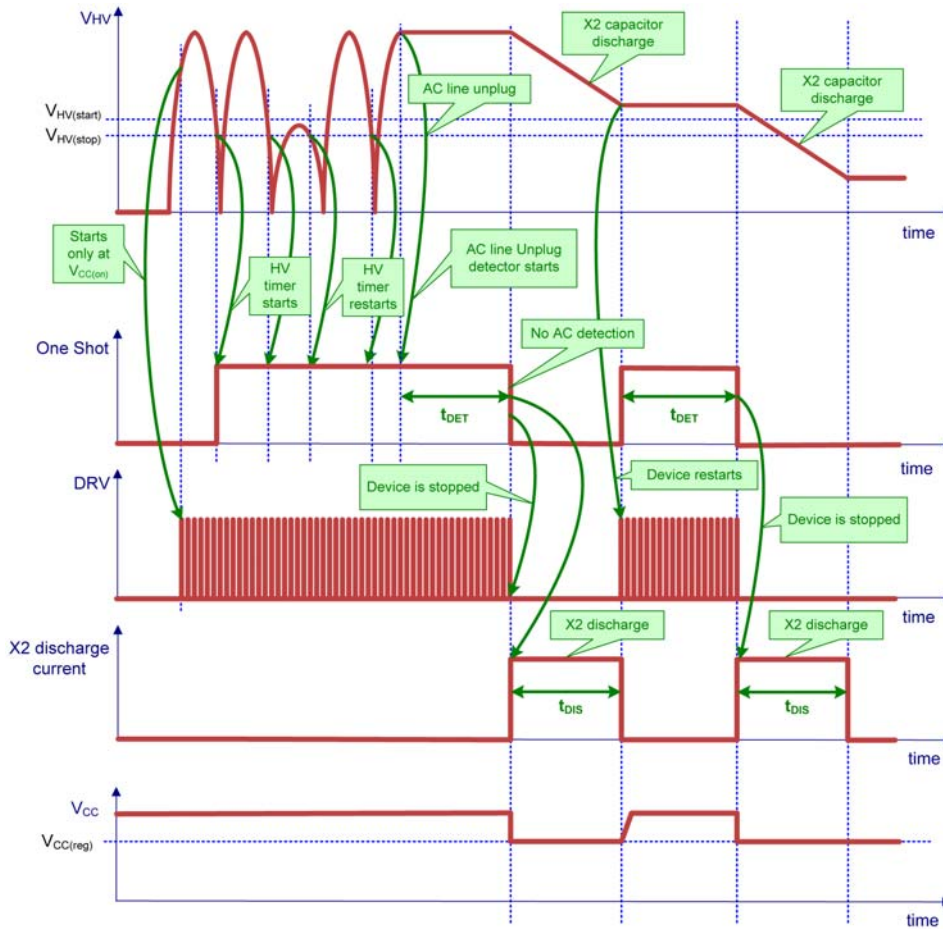 VHV
X2 capacitor
discharge
X2 capacitor
discharge
AC line unplug
VHV(start)
VHV(stop)
time
Starts
only at
VCC(on)
HV
timer
starts
HV
timer
restarts
AC line Unplug
detector starts
No AC detection
One Shot
tDET
tDET
time
DRV
Device is stopped
Device restarts
Device is stopped
time
X2 discharge
current
X2 discharge
X2 discharge
tDIS
tDIS
time
VCC
VCC(reg)
time